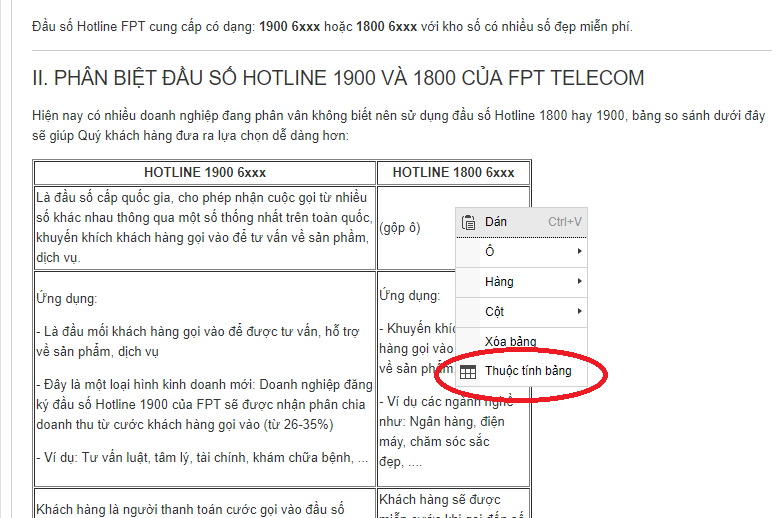 Đầu số Hotline FPT cung cấp có dạng: 1900 6xxx hoặc 1800 6xxx với kho số có nhiều số đẹp miễn phí.
II. PHÂN BIỆT ĐẦU SỐ HOTLINE 1900 VÀ 1800 CỦA FPT TELECOM
Hiện nay có nhiều doanh nghiệp đang phân vân không biết nên sử dụng đầu số Hotline 1800 hay 1900, bảng so sánh dưới đây
sẽ giúp Quý khách hàng đưa ra lựa chọn dễ dàng hơn:
HOTLINE 1900 6xxx
HOTLINE 1800 6xxx
Là đầu số cấp quốc gia, cho phép nhận cuộc gọi từ nhiều
số khác nhau thông qua một số thống nhất trên toàn quốc,
khuyến khích khách hàng gọi vào để tư vấn về sản phẩm,
dịch vụ.
(gộp ô)
Ứng dụng:
- Là đầu mối khách hàng gọi vào để được tư vấn, hỗ trợ
về sản phẩm, dịch vụ
- Đây là một loại hình kinh doanh mới: Doanh nghiệp đăng
ký đầu số Hotline 1900 của FPT sẽ được nhận phân chia
doanh thu từ cước khách hàng gọi vào (từ 26-35%)
- Ví dụ: Tư vấn luật, tâm lý, tài chính, khám chữa bệnh, ...
Ứng dụng:
- Khuyến khíc
hàng gọi vào
về sản phẩm
- Ví dụ các ngành nghề
như: Ngân hàng, điện
máy, chăm sóc sắc
đẹp, ....
Khách hàng là người thanh toán cước gọi vào đầu số
Khách hàng sẽ được
miễn cước khi gọi đến số
Dán Ctrl+V
Ô
Hàng
Cột
Xóa bảng
Thuộc tính bảng